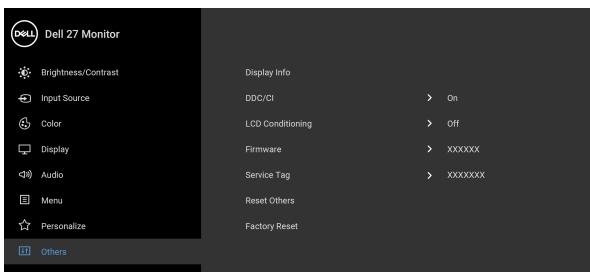 DELL Dell 27 Monitor
Brightness/Contrast
Input Source
Color
Display
Audio
Menu
Personalize
Others
Display Info
DDC/CI > On
LCD Conditioning > Off
Firmware > XXXXXX
Service Tag > XXXXXXX
Reset Others
Factory Reset